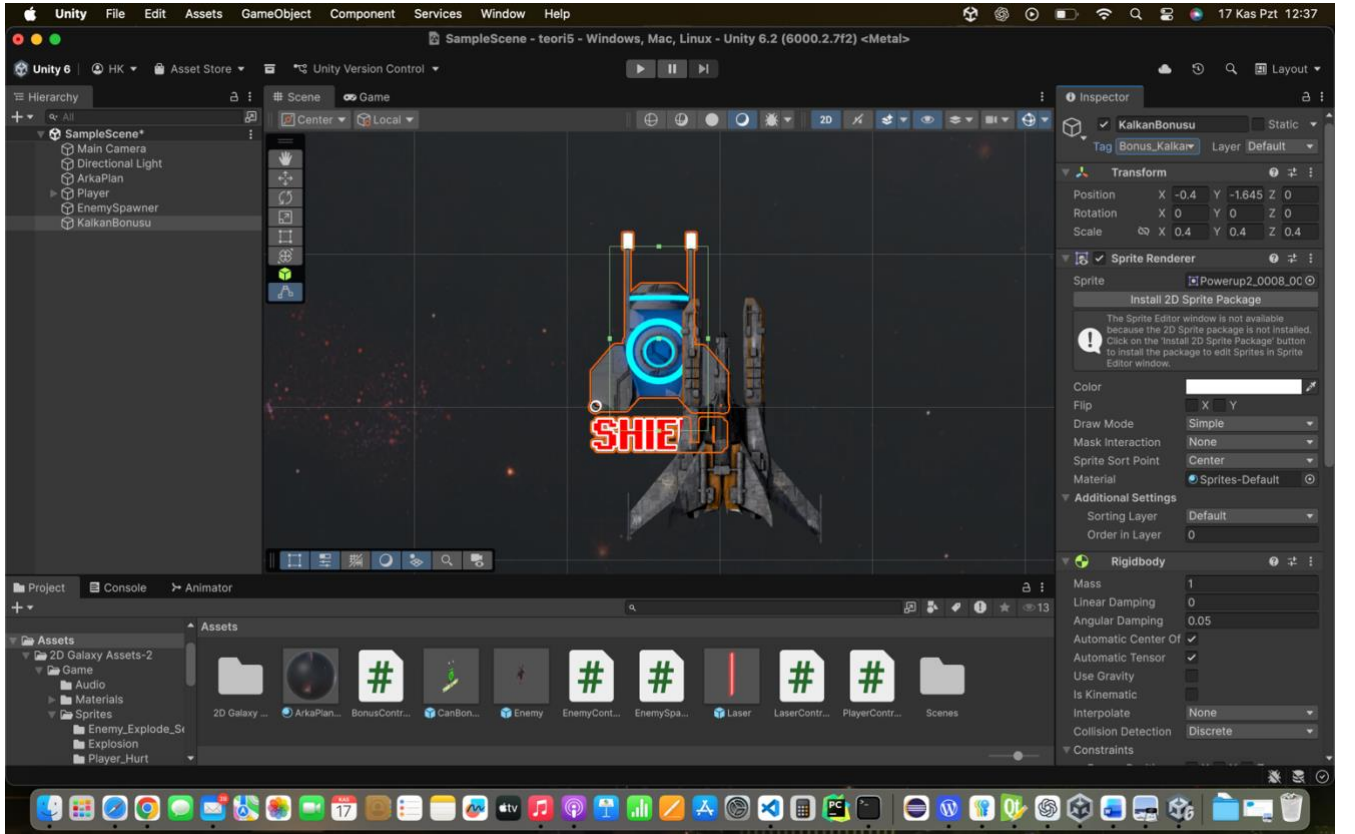 Unity File Edit Assets GameObject Component Services Window Help 17 Kas Pzt 12:37
SampleScene - teori5 - Windows, Mac, Linux - Unity 6.2 (6000.2.7f2) <Metal>
Unity 6 HK Asset Store Unity Version Control Layout
Hierarchy
All
SampleScene*
Main Camera
Directional Light
ArkaPlan
Player
EnemySpawner
KalkanBonusu
Scene Game
Center Local 2D
SHIE
Inspector
KalkanBonusu Static
Tag Bonus_Kalkan Layer Default
Transform
Position X -0.4 Y -1.645 Z 0
Rotation X 0 Y 0 Z 0
Scale X 0.4 Y 0.4 Z 0.4
Sprite Renderer
Sprite Powerup2_0008_00
Install 2D Sprite Package
The Sprite Editor window is not available
because the 2D Sprite package is not installed.
Click on the 'Install 2D Sprite Package' button
to install the package to edit Sprites in Sprite
Editor window.
Color
Flip X Y
Draw Mode Simple
Mask Interaction None
Sprite Sort Point Center
Material Sprites-Default
Additional Settings
Sorting Layer Default
Order in Layer 0
Rigidbody
Mass 1
Linear Damping 0
Angular Damping 0.05
Automatic Center Of
Automatic Tensor
Use Gravity
Is Kinematic
Interpolate None
Collision Detection Discrete
Constraints
Project Console Animator
13
Assets
2D Galaxy Assets-2
Game
Audio
Materials
Sprites
Enemy_Explode_Se
Explosion
Player_Hurt
Assets
2D Galaxy ... ArkaPlan... BonusContr... CanBon... Enemy EnemyCont... EnemySpa... Laser LaserContr... PlayerContr... Scenes
17
tv
PC